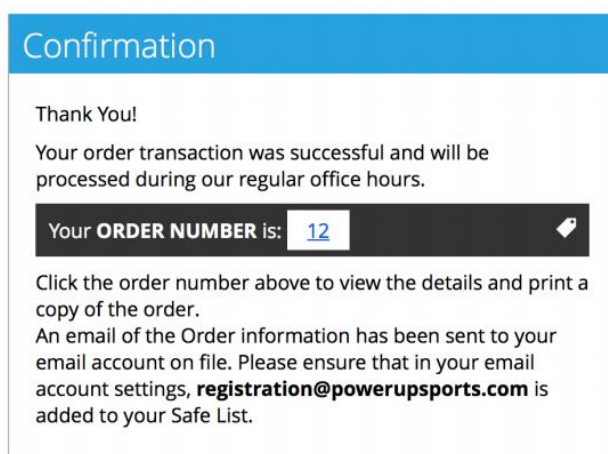 Confirmation
Thank You!
Your order transaction was successful and will be
processed during our regular office hours.
Your ORDER NUMBER is: 12
Click the order number above to view the details and print a
copy of the order.
An email of the Order information has been sent to your
email account on file. Please ensure that in your email
account settings, registration@powerupsports.com is
added to your Safe List.